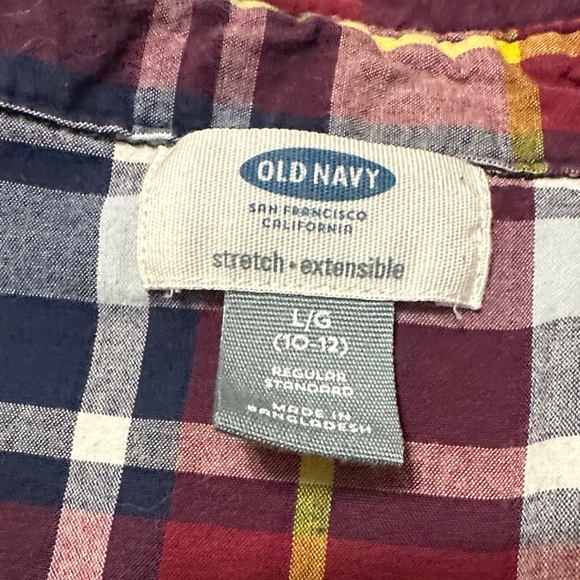 OLD NAVY
SAN FRANCISCO
CALIFORNIA
stretch • extensible
L/G
(10-12)
REGULAR
STANDARD
MADE IN
BANGLADESH